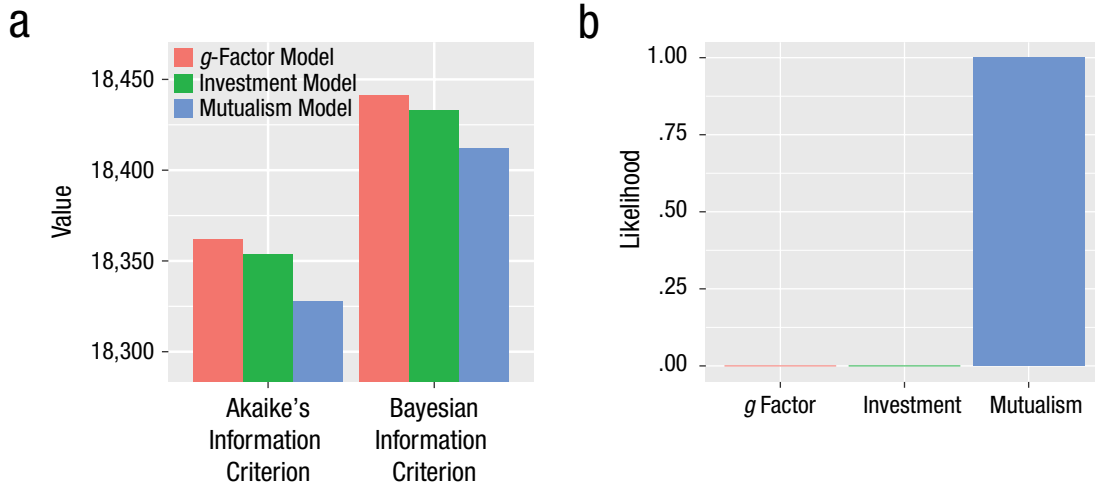 a
g-Factor Model
Investment Model
Mutualism Model
Value
18,450
18,400
18,350
18,300
Akaike's
Information
Criterion
Bayesian
Information
Criterion
b
Likelihood
1.00
.75
.50
.25
.00
g Factor
Investment
Mutualism